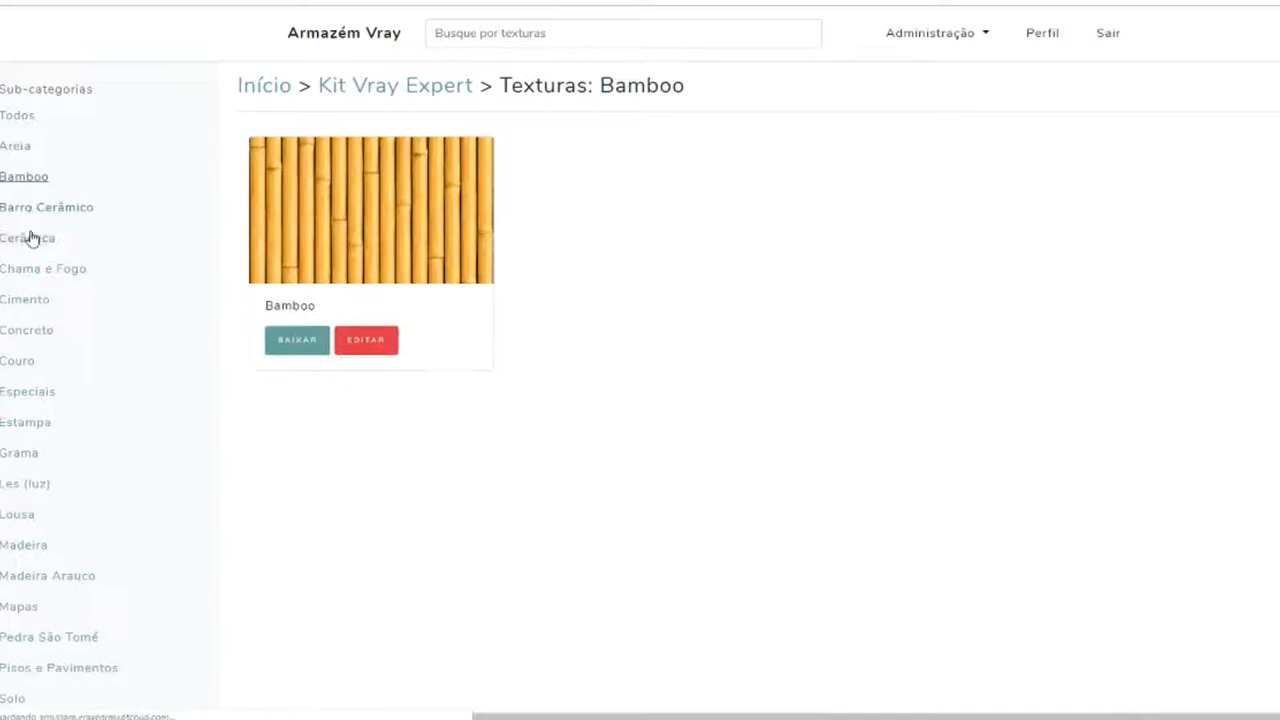 Armazém Vray
Busque por texturas
Administração
Perfil
Sair
Início > Kit Vray Expert > Texturas: Bamboo
Sub-categorias
Todos
Areia
Bamboo
Barro Cerâmico
Cerâmica
Chama e Fogo
Cimento
Concreto
Couro
Especiais
Estampa
Grama
Les (luz)
Lousa
Madeira
Madeira Arauco
Mapas
Pedra São Tomé
Pisos e Pavimentos
Solo
Bamboo
BAIXAR
EDITAR